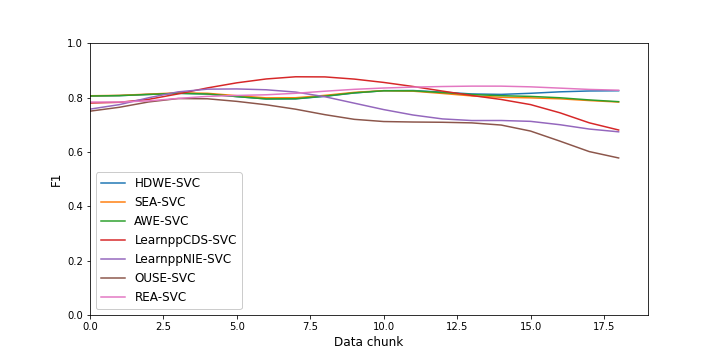 1.0
0.8
0.6
0.4
0.2
0.0
F1
HDWE-SVC
SEA-SVC
AWE-SVC
LearnppCDS-SVC
LearnppNIE-SVC
OUSE-SVC
REA-SVC
0.0 2.5 5.0 7.5 10.0 12.5 15.0 17.5
Data chunk